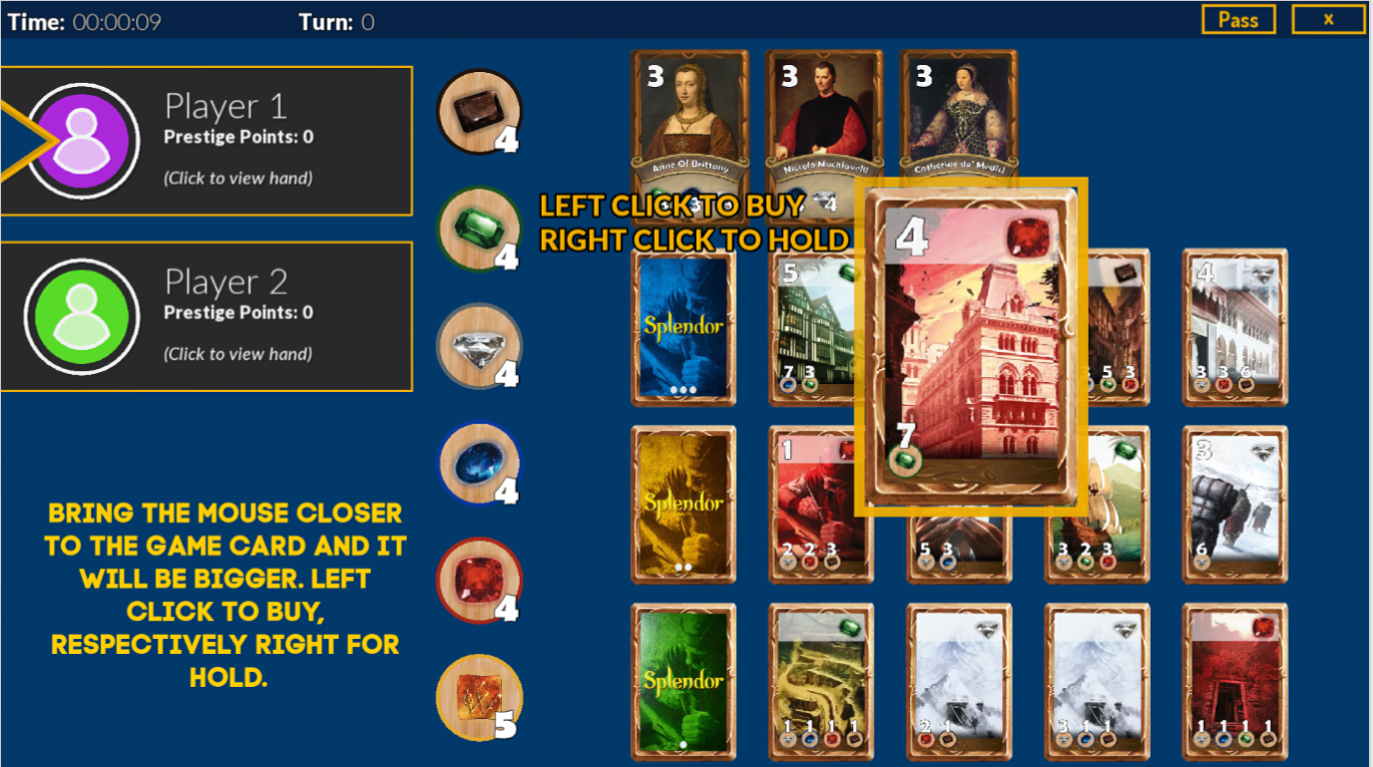 Time: 00:00:09
Turn: 0
Pass
x
Player 1
Prestige Points: 0
(Click to view hand)
Player 2
Prestige Points: 0
(Click to view hand)
BRING THE MOUSE CLOSER
TO THE GAME CARD AND IT
WILL BE BIGGER. LEFT
CLICK TO BUY,
RESPECTIVELY RIGHT FOR
HOLD.
4
4
4
4
4
5
3
3
3
Anne Of Brittany
Niccolo Machiavelli
Catherine de' Medici
3
4
LEFT CLICK TO BUY
RIGHT CLICK TO HOLD
4
7
Splendor
5
7 3
5 3
4
3 3 6
Splendor
1
2 2 3
5 3
3 2 3
3
6
Splendor
1 1 1 1
2 1
3 1 1
1 1 1 1